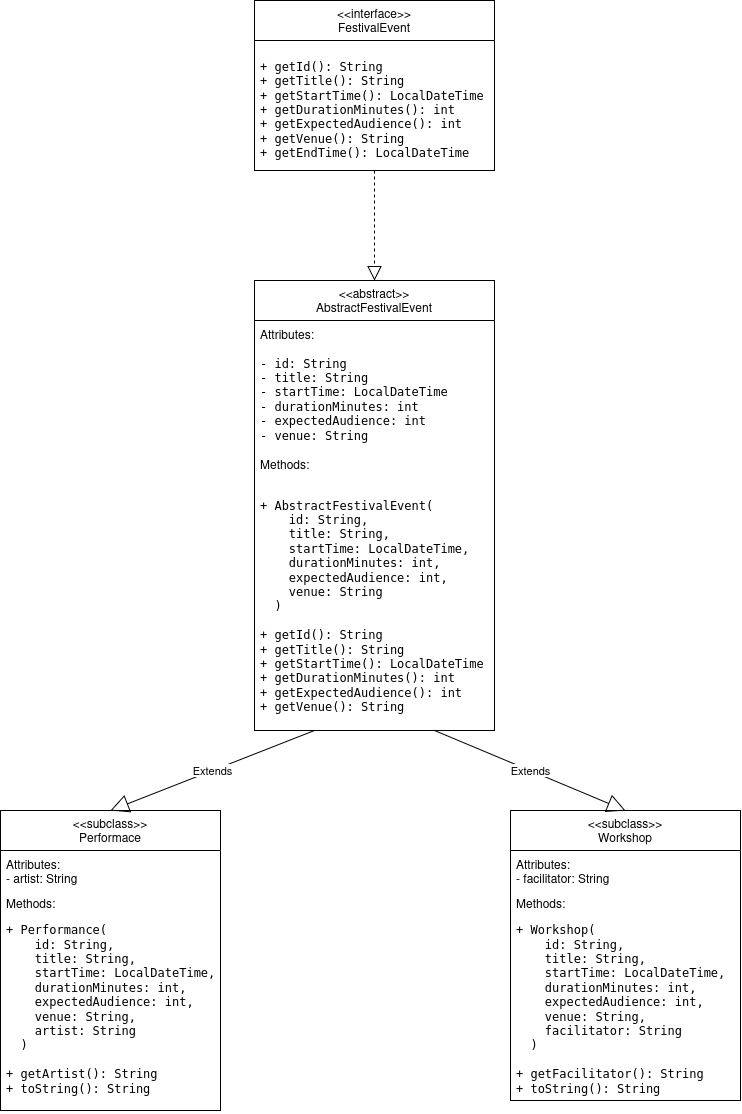 <<interface>>
FestivalEvent
+ getId(): String
+ getTitle(): String
+ getStartTime(): LocalDateTime
+ getDurationMinutes(): int
+ getExpectedAudience(): int
+ getVenue(): String
+ getEndTime(): LocalDateTime
<<abstract>>
AbstractFestivalEvent
Attributes:
- id: String
- title: String
- startTime: LocalDateTime
- durationMinutes: int
- expectedAudience: int
- venue: String
Methods:
+ AbstractFestivalEvent(
id: String,
title: String,
startTime: LocalDateTime,
durationMinutes: int,
expectedAudience: int,
venue: String
)
+ getId(): String
+ getTitle(): String
+ getStartTime(): LocalDateTime
+ getDurationMinutes(): int
+ getExpectedAudience(): int
+ getVenue(): String
Extends
Extends
<<subclass>>
Performace
Attributes:
- artist: String
Methods:
+ Performance(
id: String,
title: String,
startTime: LocalDateTime,
durationMinutes: int,
expectedAudience: int,
venue: String,
artist: String
)
+ getArtist(): String
+ toString(): String
<<subclass>>
Workshop
Attributes:
- facilitator: String
Methods:
+ Workshop(
id: String,
title: String,
startTime: LocalDateTime,
durationMinutes: int,
expectedAudience: int,
venue: String,
facilitator: String
)
+ getFacilitator(): String
+ toString(): String